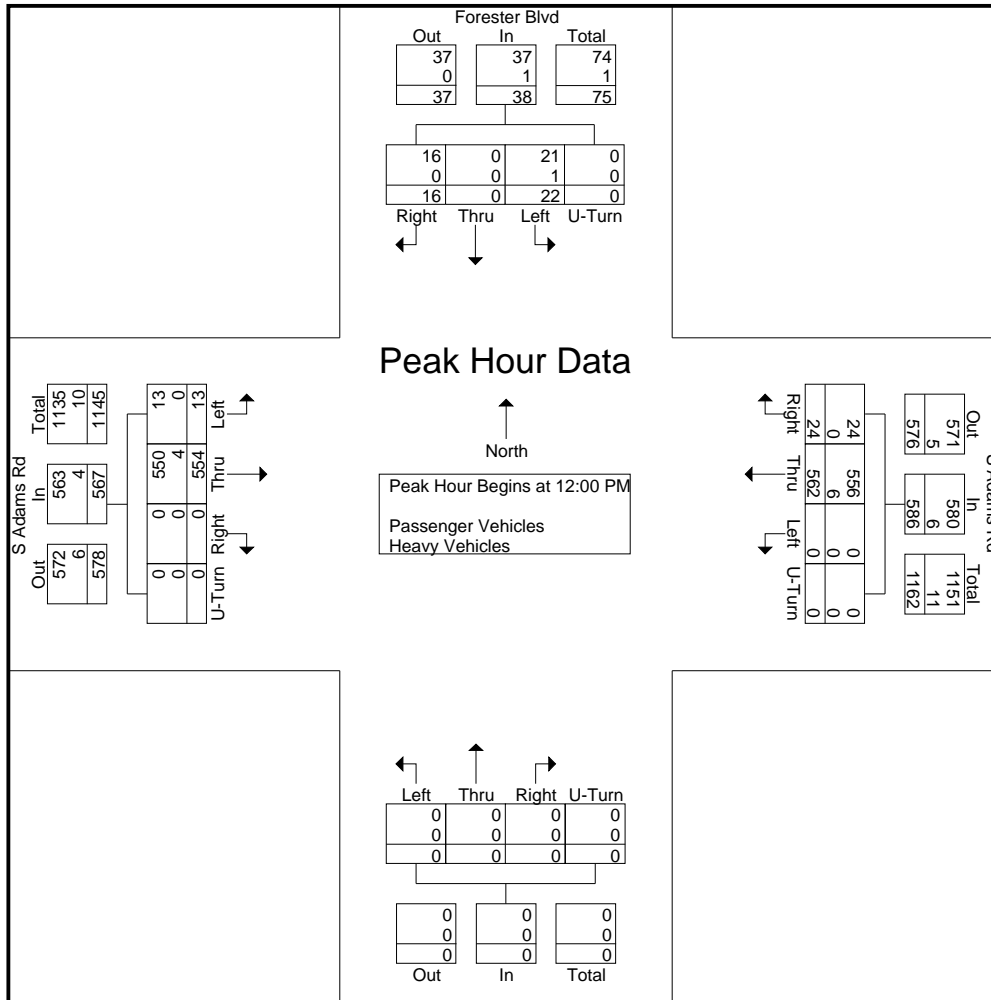 Forester Blvd
Out In Total
37 37 74
0 1 1
37 38 75
16 0 21 0
0 0 1 0
16 0 22 0
Right Thru Left U-Turn
Peak Hour Data
North
Peak Hour Begins at 12:00 PM
Passenger Vehicles
Heavy Vehicles
S Adams Rd
Total In Out
1135 563 572
10 4 6
1145 567 578
13 550 0 0
0 4 0 0
13 554 0 0
Left Thru Right U-Turn
S Adams Rd
Out In Total
571 580 1151
5 6 11
576 586 1162
24 556 0 0
0 6 0 0
24 562 0 0
Right Thru Left U-Turn
Left Thru Right U-Turn
0 0 0 0
0 0 0 0
0 0 0 0
0 0 0
0 0 0
0 0 0
Out In Total